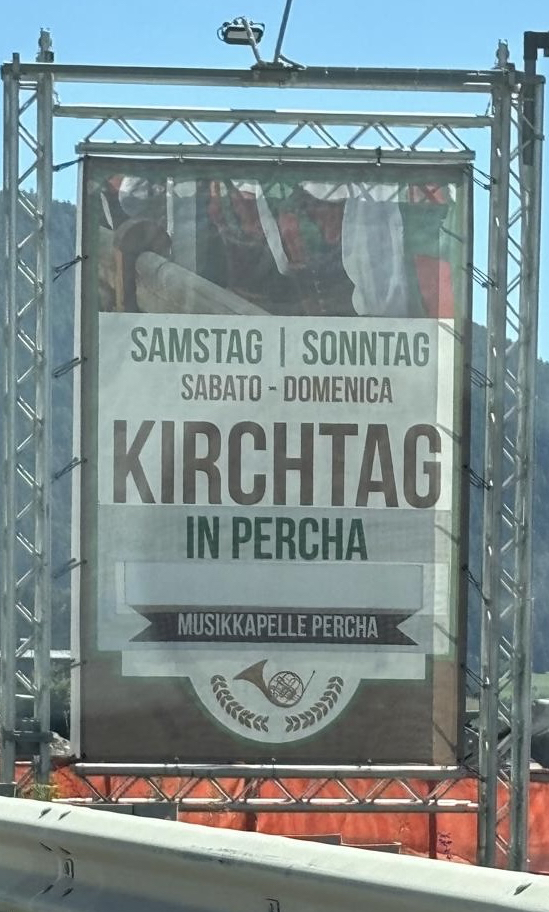 SAMSTAG | SONNTAG
SABATO - DOMENICA
KIRCHTAG
IN PERCHA
MUSIKKAPELLE PERCHA